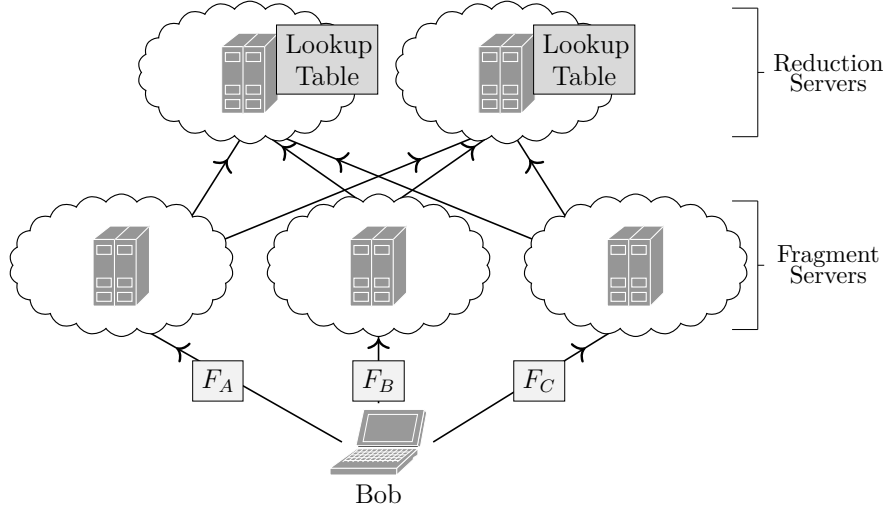 Lookup
Table
Lookup
Table
Reduction
Servers
Fragment
Servers
F_A
F_B
F_C
Bob